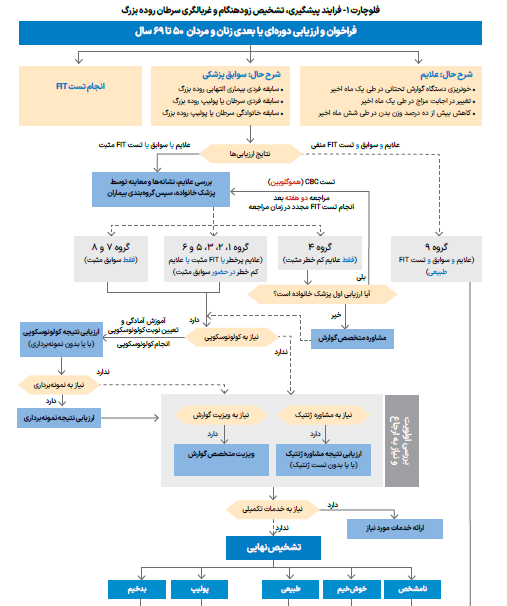 فلوچارت ۱- فرایند پیشگیری، تشخیص زودهنگام و غربالگری سرطان روده بزرگ
فراخوان و ارزیابی دوره‌ای یا بعدی زنان و مردان ۵۰ تا ۶۹ سال
شرح حال: علایم
• خونریزی دستگاه گوارش تحتانی در طی یک ماه اخیر
• تغییر در اجابت مزاج در طی یک ماه اخیر
• کاهش بیش از ده درصد وزن بدن در طی شش ماه اخیر
شرح حال: سوابق پزشکی
• سابقه فردی بیماری التهابی روده بزرگ
• سابقه فردی سرطان یا پولیپ روده بزرگ
• سابقه خانوادگی سرطان یا پولیپ روده بزرگ
انجام تست FIT
نتایج ارزیابی‌ها
علایم و سوابق و تست FIT منفی
علایم یا سوابق یا تست FIT مثبت
بررسی علایم، نشانه‌ها و معاینه توسط
پزشک خانواده، سپس گروه‌بندی بیماران
تست CBC (هموگلوبین)
مراجعه دو هفته بعد
انجام تست FIT مجدد در زمان مراجعه
گروه ۹
(علایم و سوابق و تست FIT
طبیعی)
گروه ۴
(فقط علایم کم خطر مثبت)
گروه ۱، ۲، ۳، ۵ و ۶
(علایم پرخطر یا FIT مثبت یا علایم
کم خطر در حضور سوابق مثبت)
گروه ۷ و ۸
(فقط سوابق مثبت)
بلی
آیا ارزیابی اول پزشک خانواده است؟
خیر
مشاوره متخصص گوارش
دارد
نیاز به کولونوسکوپی
ندارد
آموزش آمادگی و
تعیین نوبت کولونوسکوپی
انجام کولونوسکوپی
ارزیابی نتیجه کولونوسکوپی
(با یا بدون نمونه‌برداری)
ندارد
نیاز به نمونه‌برداری
دارد
ارزیابی نتیجه نمونه‌برداری
بررسی اولویت
و نیاز به ارجاع
نیاز به مشاوره ژنتیک
دارد
ارزیابی نتیجه مشاوره ژنتیک
(با یا بدون تست ژنتیک)
نیاز به ویزیت گوارش
دارد
ویزیت متخصص گوارش
نیاز به خدمات تکمیلی
دارد
ارائه خدمات مورد نیاز
ندارد
تشخیص نهایی
نامشخص
خوش‌خیم
طبیعی
پولیپ
بدخیم